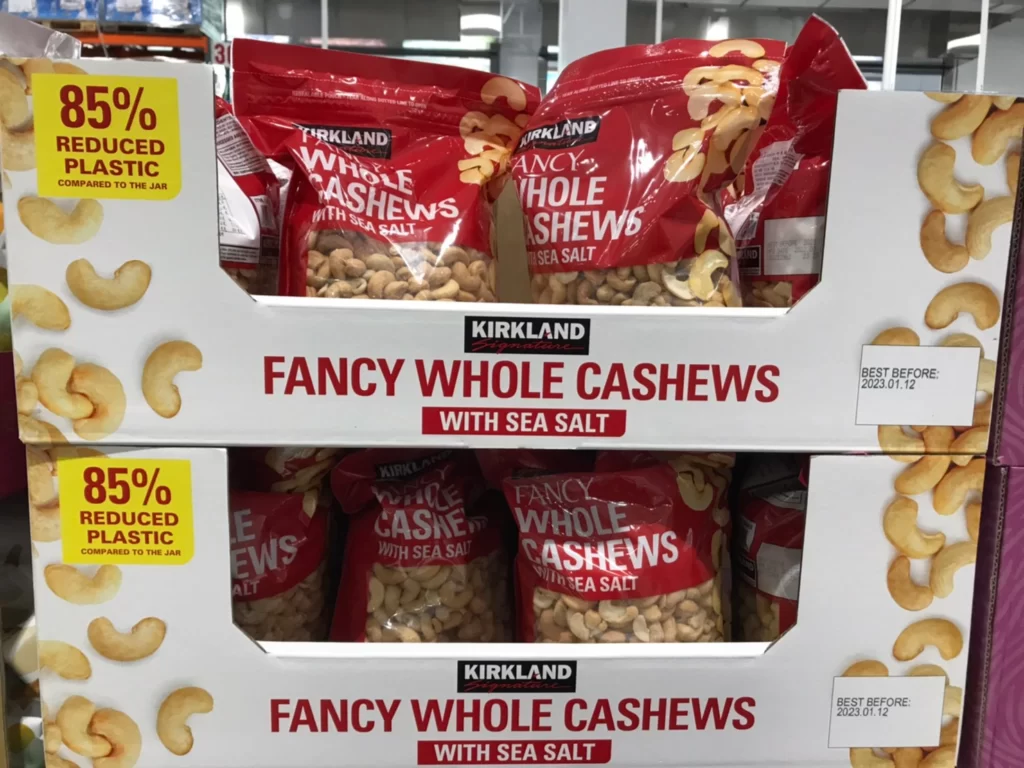 85%
REDUCED
PLASTIC
COMPARED TO THE JAR
KIRKLAND
WHOLE
CASHEWS
WITH SEA SALT
KIRKLAND
FANCY
WHOLE
CASHEWS
SEA SALT
KIRKLAND
Signature
FANCY WHOLE CASHEWS
WITH SEA SALT
BEST BEFORE:
2023.01.12
85%
REDUCED
PLASTIC
COMPARED TO THE JAR
EWS
ALT
KIRKLAND
WHOLE
CASHE
WITH SEA SALT
FANCY
WHOLE
CASHEWS
WITH SEA SALT
KIRKLAND
Signature
FANCY WHOLE CASHEWS
WITH SEA SALT
BEST BEFORE:
2023.01.12